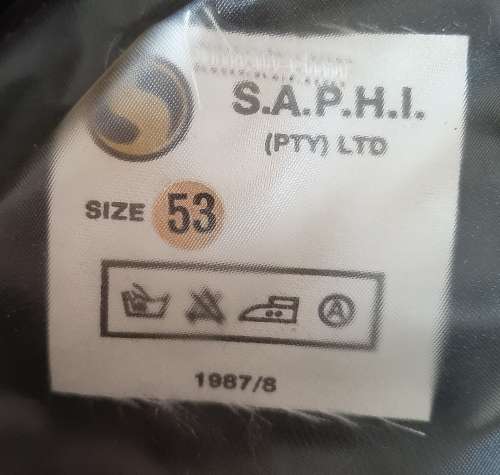 S.A.P.H.I.
(PTY) LTD
SIZE 53
A
1987/8